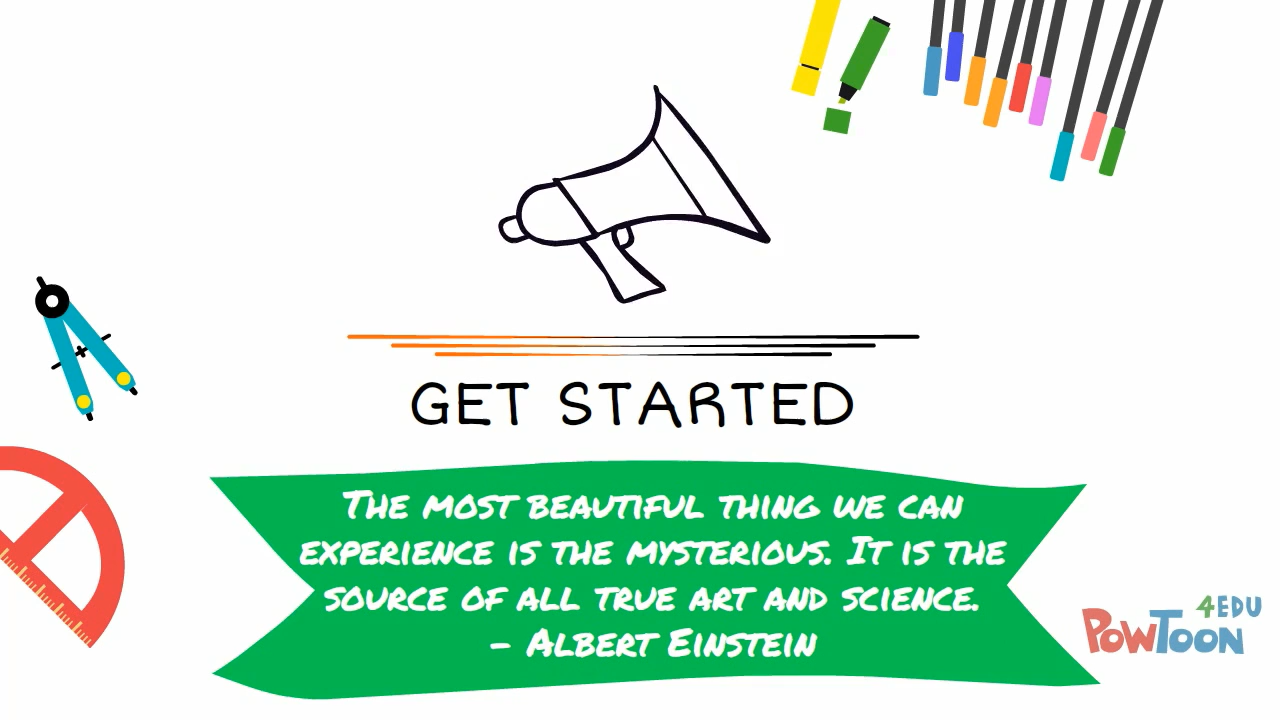 GET STARTED
The most beautiful thing we can
experience is the mysterious. It is the
source of all true art and science.
– Albert Einstein
4EDU
PowToon